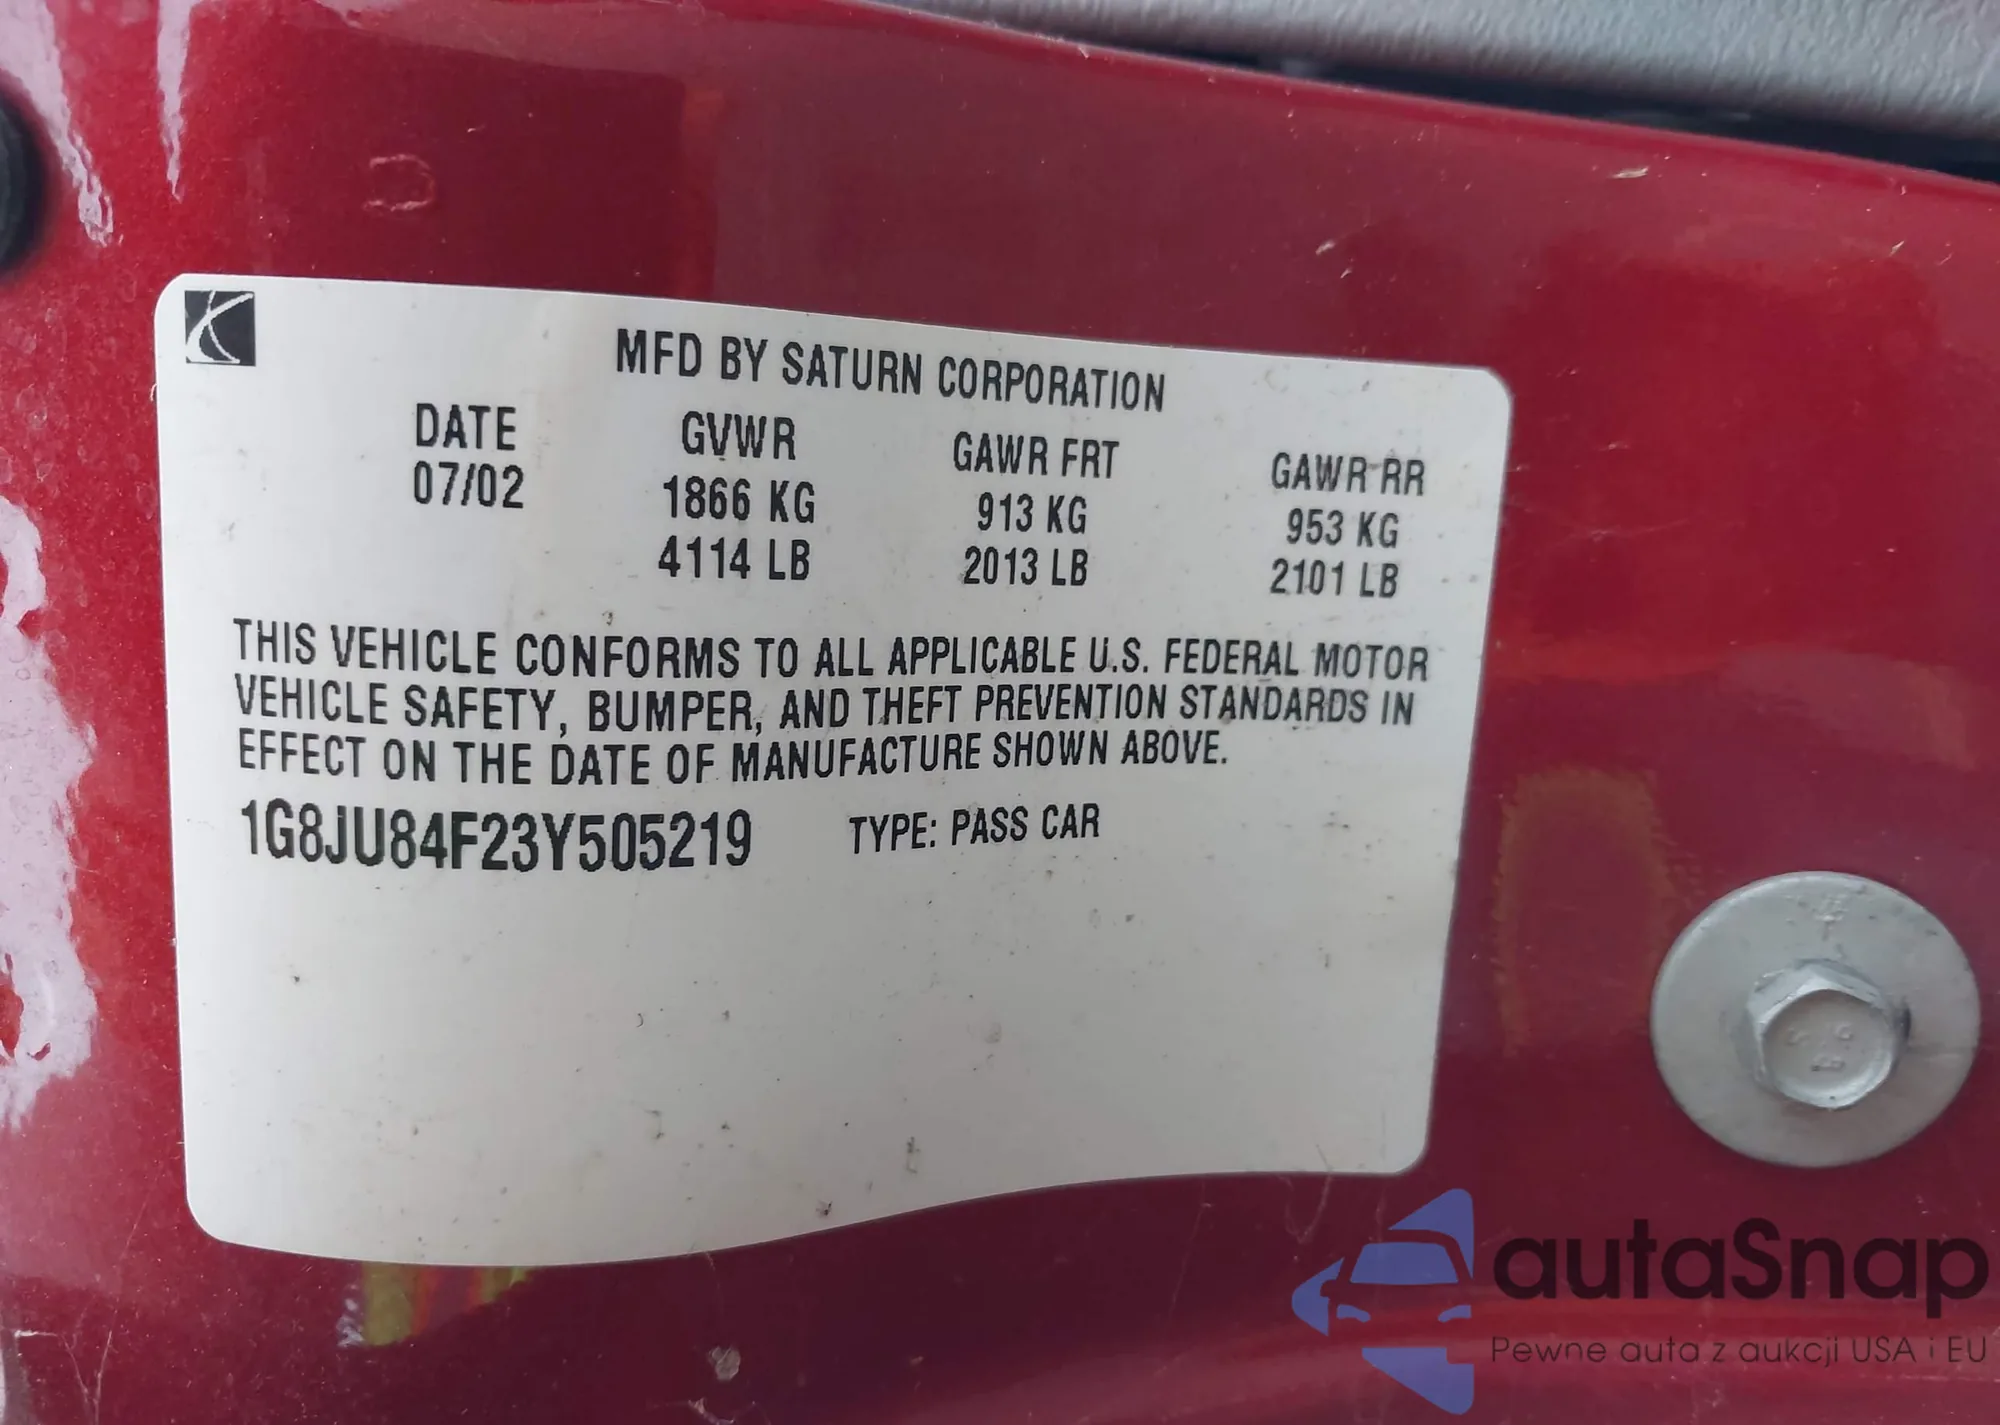 MFD BY SATURN CORPORATION
DATE GVWR GAWR FRT GAWR RR
07/02 1866 KG 913 KG 953 KG
4114 LB 2013 LB 2101 LB
THIS VEHICLE CONFORMS TO ALL APPLICABLE U.S. FEDERAL MOTOR
VEHICLE SAFETY, BUMPER, AND THEFT PREVENTION STANDARDS IN
EFFECT ON THE DATE OF MANUFACTURE SHOWN ABOVE.
1G8JU84F23Y505219 TYPE: PASS CAR
autaSnap
Pewne auta z aukcji USA i EU